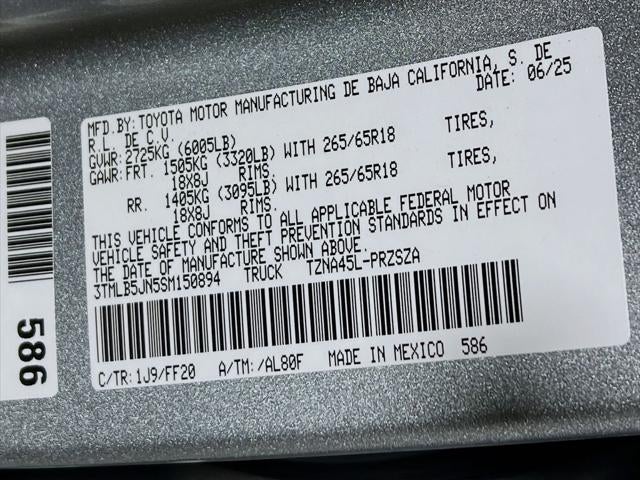 MFD.BY:TOYOTA MOTOR MANUFACTURING DE BAJA CALIFORNIA, S. DE
R.L. DE C.V. DATE: 06/25
GVWR:2725KG (6005LB)
GAWR:FRT. 1505KG (3320LB) WITH 265/65R18 TIRES,
18X8J RIMS.
RR. 1405KG (3095LB) WITH 265/65R18 TIRES,
18X8J RIMS.
THIS VEHICLE CONFORMS TO ALL APPLICABLE FEDERAL MOTOR
VEHICLE SAFETY AND THEFT PREVENTION STANDARDS IN EFFECT ON
THE DATE OF MANUFACTURE SHOWN ABOVE.
3TMLB5JN5SM150894 TRUCK TZNA45L-PRZSZA
C/TR:1J9/FF20 A/TM:/AL80F MADE IN MEXICO 586
586